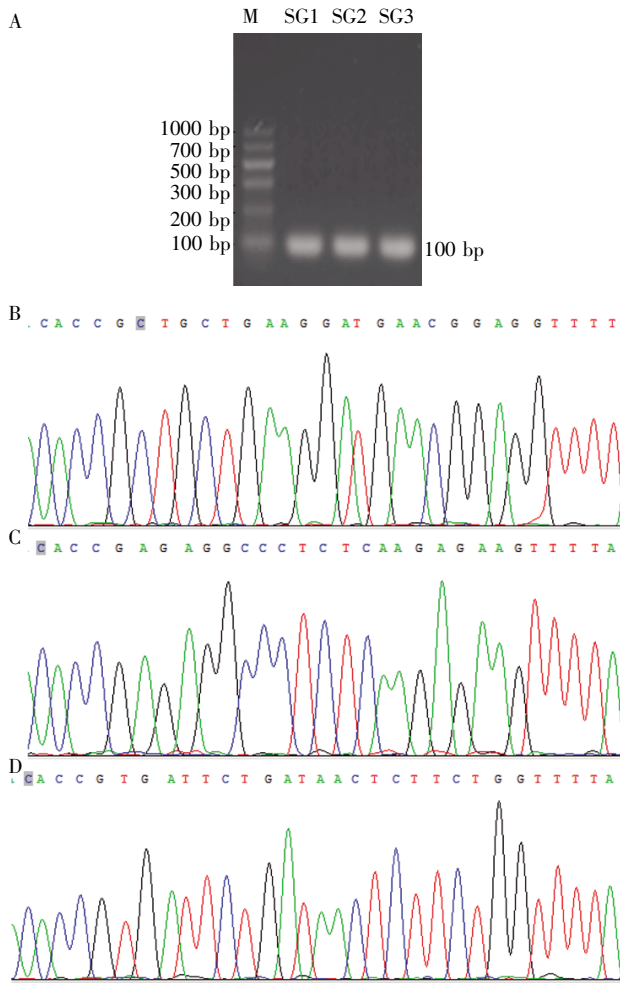 A
M SG1 SG2 SG3
1000 bp
700 bp
500 bp
300 bp
200 bp
100 bp
100 bp
B
. C A C C G C T G C T G A A G G A T G A A C G G A G G T T T T
C
. C A C C G A G A G G C C C T C T C A A G A G A A G T T T T A
D
. C A C C G T G A T T C T G A T A A C T C T T C T G G T T T T A